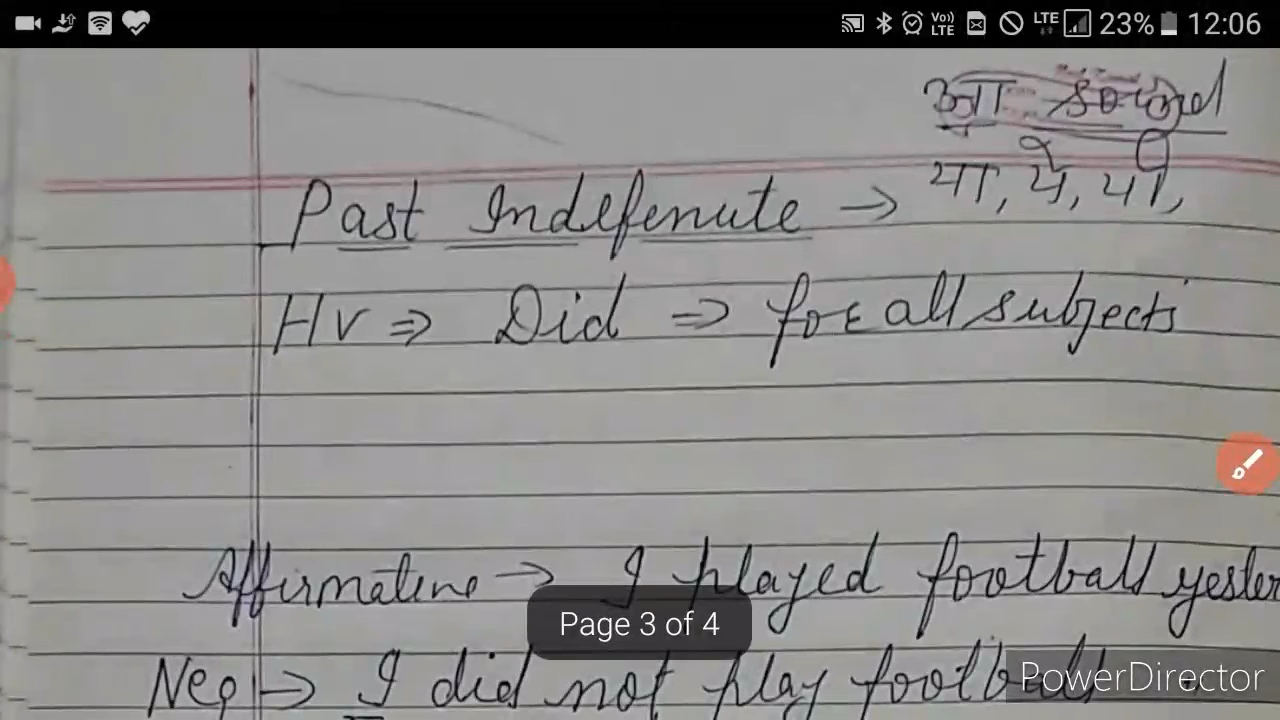 23% 12:06
आ sound
Past Indefenute → या, ये, यी,
HV ⇒ Did ⇒ for all subjects
Affirmative → I played football yester
Page 3 of 4
Neg → I did not play football
PowerDirector